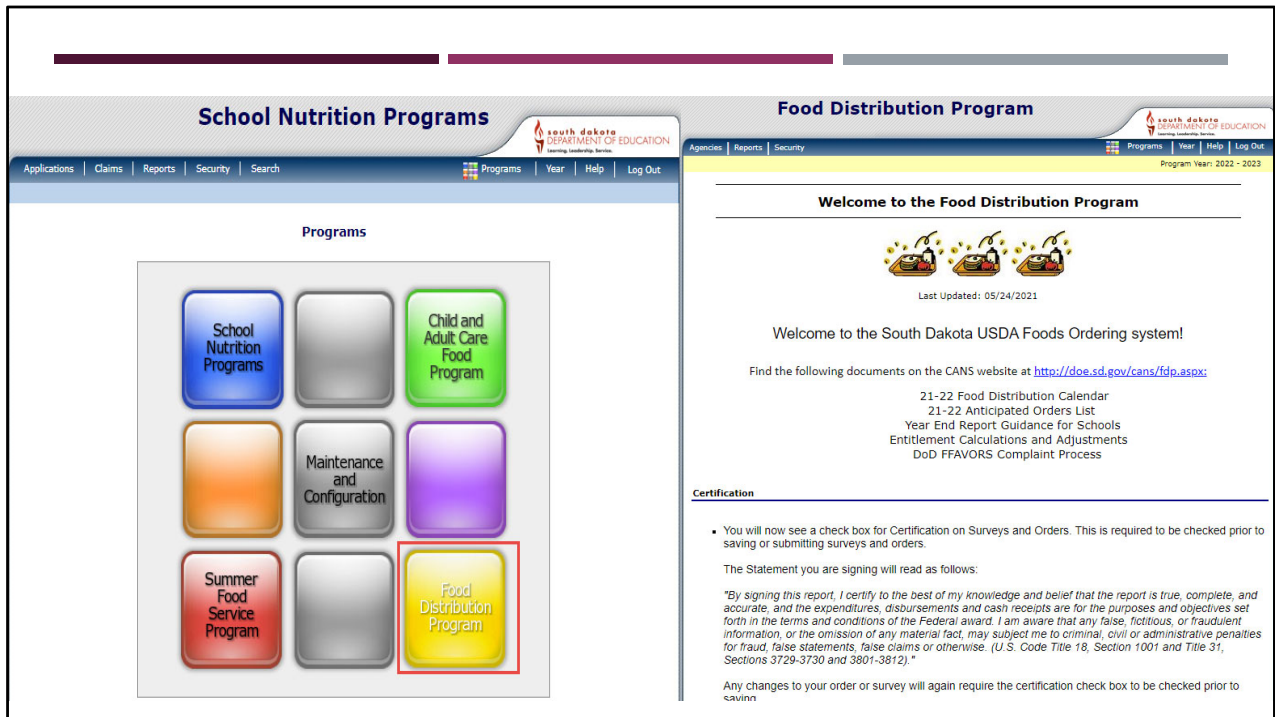 School Nutrition Programs
south dakota
DEPARTMENT OF EDUCATION
Learning. Leadership. Service.
Applications | Claims | Reports | Security | Search
Programs | Year | Help | Log Out
Programs
School
Nutrition
Programs
Child and
Adult Care
Food
Program
Maintenance
and
Configuration
Summer
Food
Service
Program
Food
Distribution
Program
Food Distribution Program
south dakota
DEPARTMENT OF EDUCATION
Learning. Leadership. Service.
Agencies | Reports | Security
Programs | Year | Help | Log Out
Program Year: 2022 - 2023
Welcome to the Food Distribution Program
Last Updated: 05/24/2021
Welcome to the South Dakota USDA Foods Ordering system!
Find the following documents on the CANS website at http://doe.sd.gov/cans/fdp.aspx:
21-22 Food Distribution Calendar
21-22 Anticipated Orders List
Year End Report Guidance for Schools
Entitlement Calculations and Adjustments
DoD FFAVORS Complaint Process
Certification
▪ You will now see a check box for Certification on Surveys and Orders. This is required to be checked prior to
saving or submitting surveys and orders.
The Statement you are signing will read as follows:
"By signing this report, I certify to the best of my knowledge and belief that the report is true, complete, and
accurate, and the expenditures, disbursements and cash receipts are for the purposes and objectives set
forth in the terms and conditions of the Federal award. I am aware that any false, fictitious, or fraudulent
information, or the omission of any material fact, may subject me to criminal, civil or administrative penalties
for fraud, false statements, false claims or otherwise. (U.S. Code Title 18, Section 1001 and Title 31,
Sections 3729-3730 and 3801-3812)."
Any changes to your order or survey will again require the certification check box to be checked prior to
saving